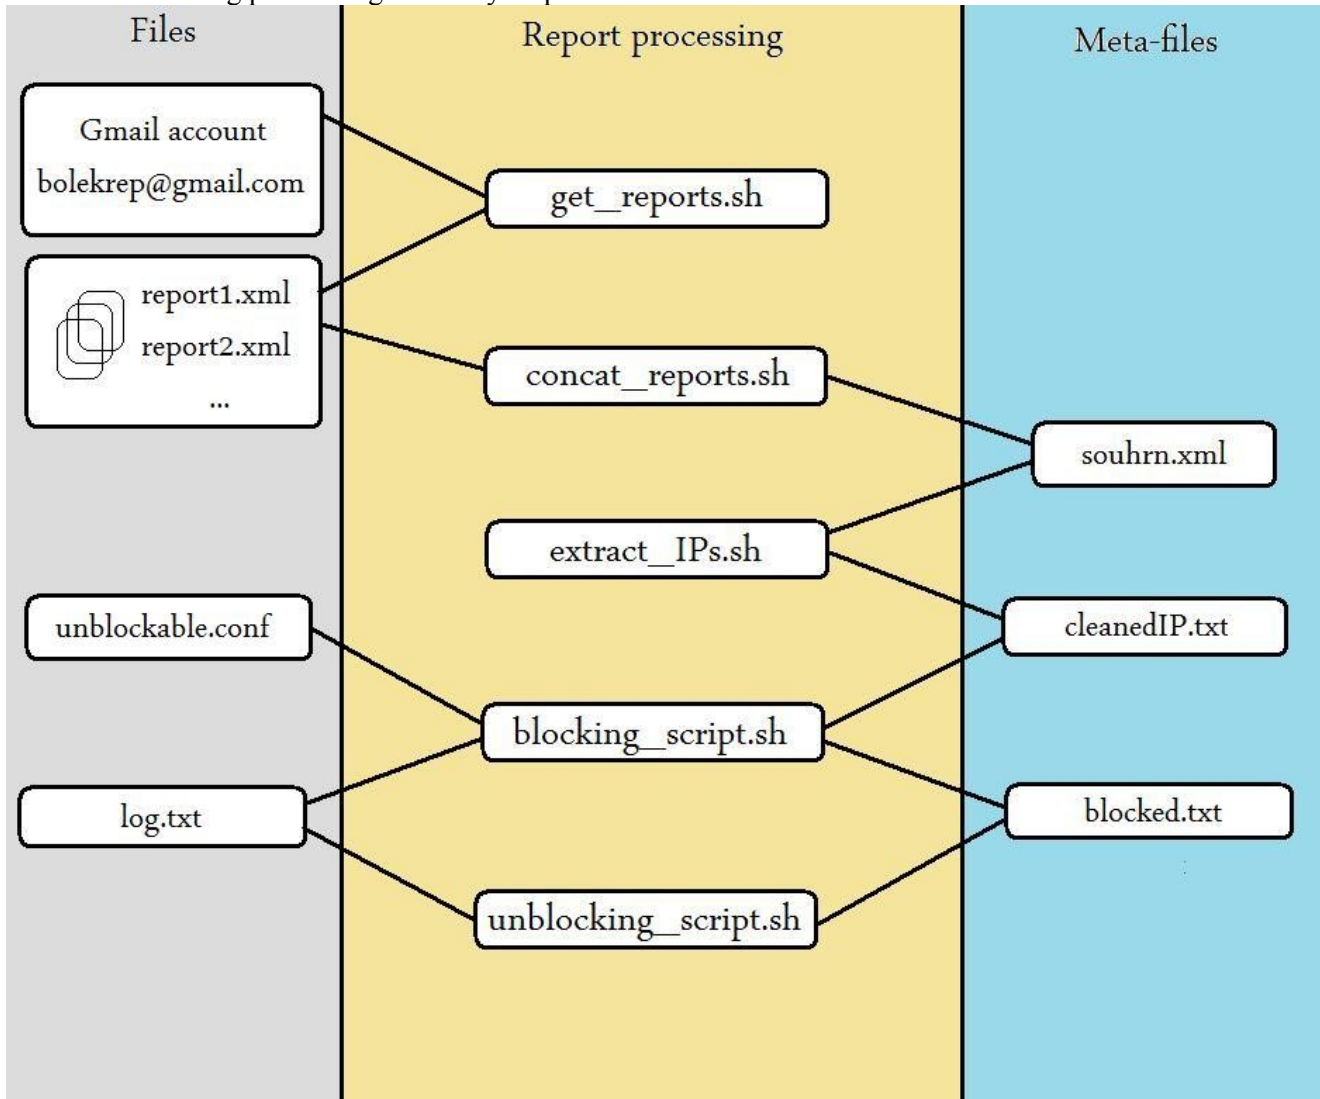 Files
Report processing
Meta-files
Gmail account
bolekrep@gmail.com
get_reports.sh
report1.xml
report2.xml
...
concat_reports.sh
souhrn.xml
extract_IPs.sh
unblockable.conf
cleanedIP.txt
blocking_script.sh
log.txt
blocked.txt
unblocking_script.sh